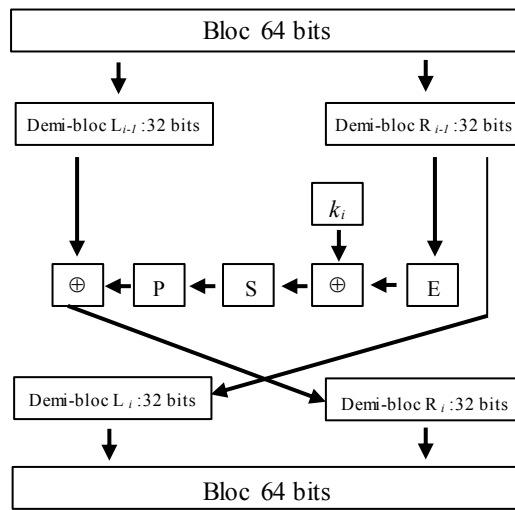 Bloc 64 bits
Demi-bloc L i-1 :32 bits
Demi-bloc R i-1 :32 bits
k i
⊕ P S ⊕ E
Demi-bloc L i :32 bits
Demi-bloc R i :32 bits
Bloc 64 bits